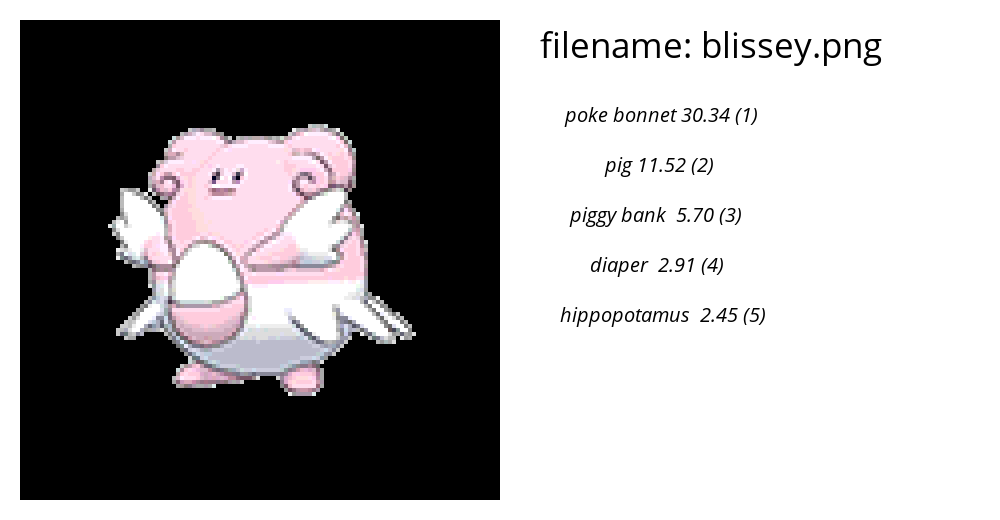 filename: blissey.png
poke bonnet 30.34 (1)
pig 11.52 (2)
piggy bank  5.70 (3)
diaper  2.91 (4)
hippopotamus  2.45 (5)